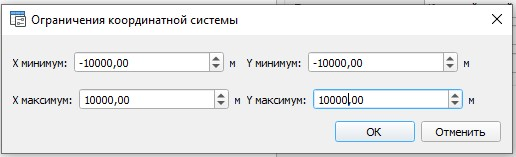 Ограничения координатной системы
X минимум: -10000,00 м Y минимум: -10000,00 м
X максимум: 10000,00 м Y максимум: 10000,00 м
OK Отменить